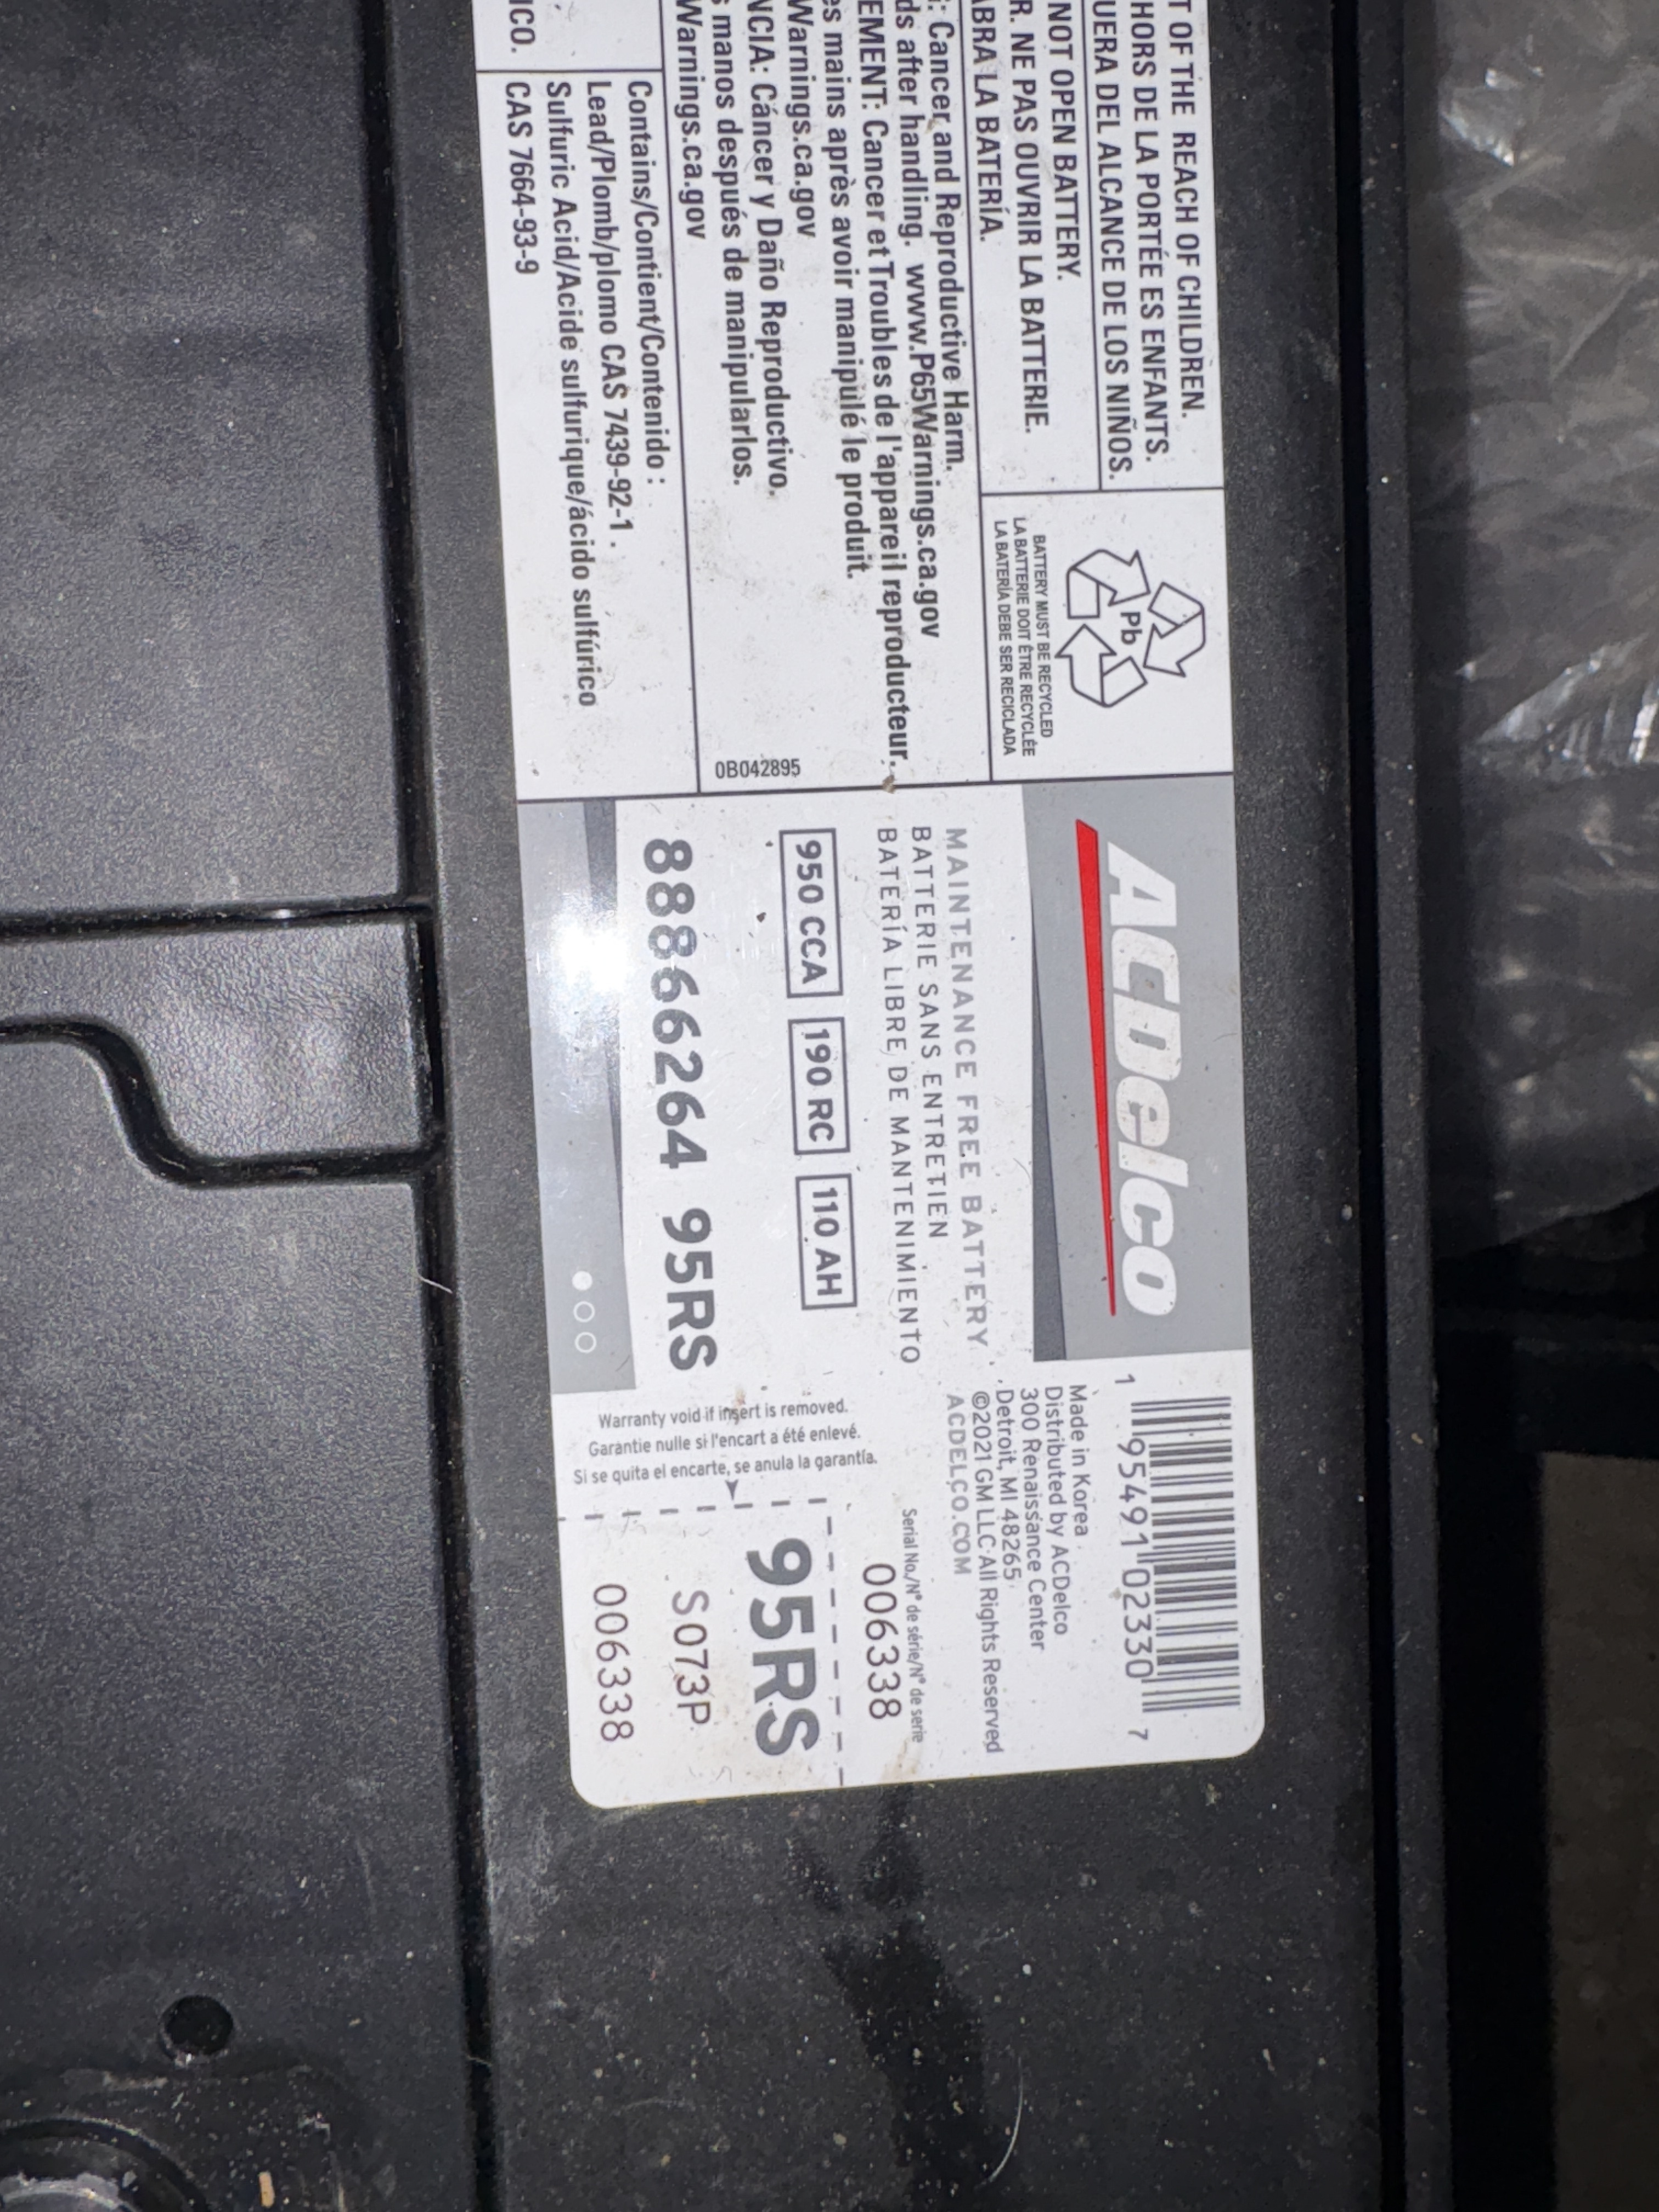 T OF THE REACH OF CHILDREN.
HORS DE LA PORTÉE ES ENFANTS.
UERA DEL ALCANCE DE LOS NIÑOS.
NOT OPEN BATTERY.
R. NE PAS OUVRIR LA BATTERIE.
ABRA LA BATERÍA.
: Cancer and Reproductive Harm.
ds after handling. www.P65Warnings.ca.gov
EMENT: Cancer et Troubles de l'appareil reproducteur.
es mains après avoir manipulé le produit.
Warnings.ca.gov
NCIA: Cáncer y Daño Reproductivo.
s manos después de manipularlos.
Warnings.ca.gov
0B042895
ICO.
Contains/Contient/Contenido :
Lead/Plomb/plomo CAS 7439-92-1 .
Sulfuric Acid/Acide sulfurique/ácido sulfúrico
CAS 7664-93-9
Pb
BATTERY MUST BE RECYCLED
LA BATTERIE DOIT ÊTRE RECYCLÉE
LA BATERÍA DEBE SER RECICLADA
ACDelco
MAINTENANCE FREE BATTERY
BATTERIE SANS ENTRETIEN
BATERÍA LIBRE DE MANTENIMIENTO
950 CCA 190 RC 110 AH
88866264 95RS
1 95491 02330 7
Made in Korea
Distributed by ACDelco
300 Renaissance Center
Detroit, MI 48265
©2021 GM LLC All Rights Reserved
ACDELCO.COM
Serial No./N° de série/N° de serie
006338
Warranty void if insert is removed.
Garantie nulle si l'encart a été enlevé.
Si se quita el encarte, se anula la garantía.
95RS
S073P
006338